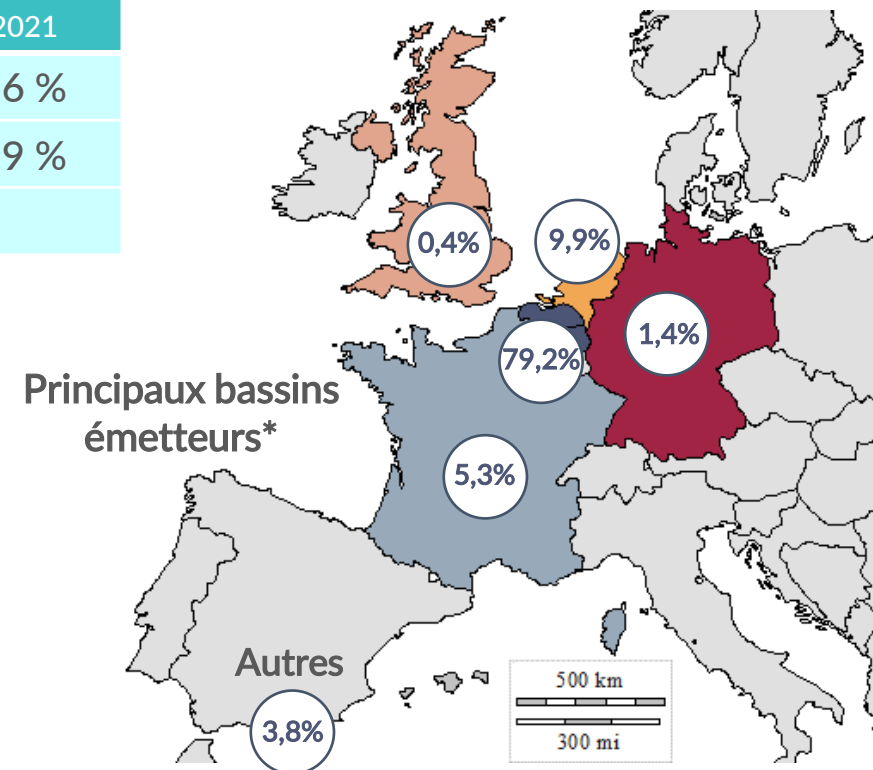 2021
6 %
9 %
0,4%
9,9%
1,4%
79,2%
Principaux bassins
émetteurs*
5,3%
Autres
3,8%
500 km
300 mi